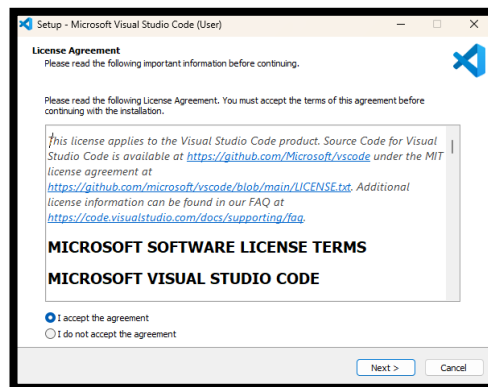 Setup - Microsoft Visual Studio Code (User)
License Agreement
Please read the following important information before continuing.
Please read the following License Agreement. You must accept the terms of this agreement before
continuing with the installation.
This license applies to the Visual Studio Code product. Source Code for Visual
Studio Code is available at https://github.com/Microsoft/vscode under the MIT
license agreement at
https://github.com/microsoft/vscode/blob/main/LICENSE.txt. Additional
license information can be found in our FAQ at
https://code.visualstudio.com/docs/supporting/faq.
MICROSOFT SOFTWARE LICENSE TERMS
MICROSOFT VISUAL STUDIO CODE
I accept the agreement
I do not accept the agreement
Next > Cancel